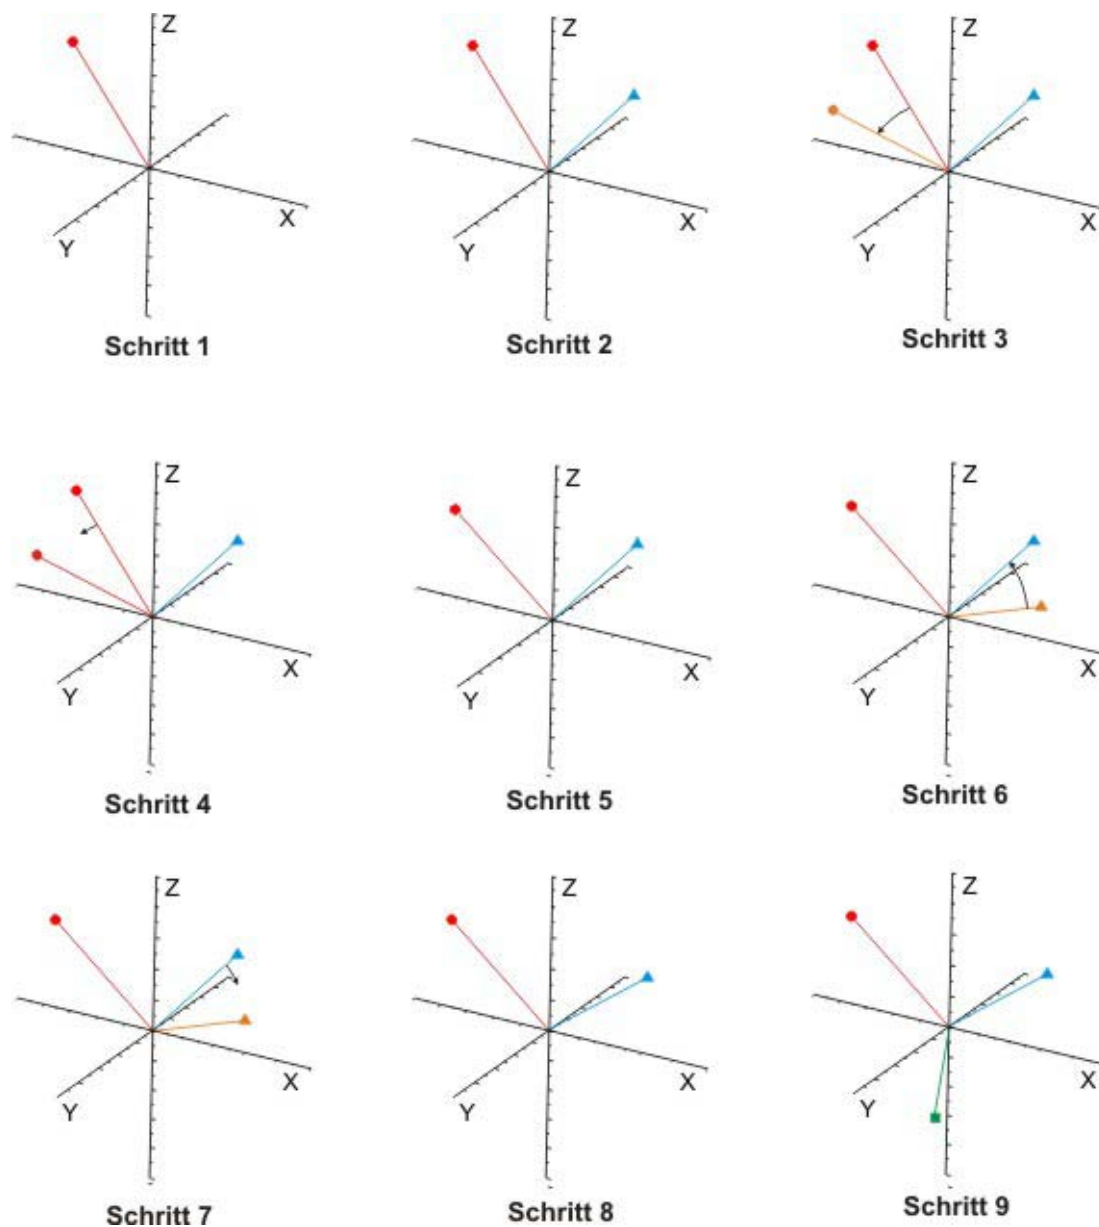 Z
X
Y
Schritt 1
Z
X
Y
Schritt 2
Z
X
Y
Schritt 3
Z
X
Y
Schritt 4
Z
X
Y
Schritt 5
Z
X
Y
Schritt 6
Z
X
Y
Schritt 7
Z
X
Y
Schritt 8
Z
X
Y
Schritt 9